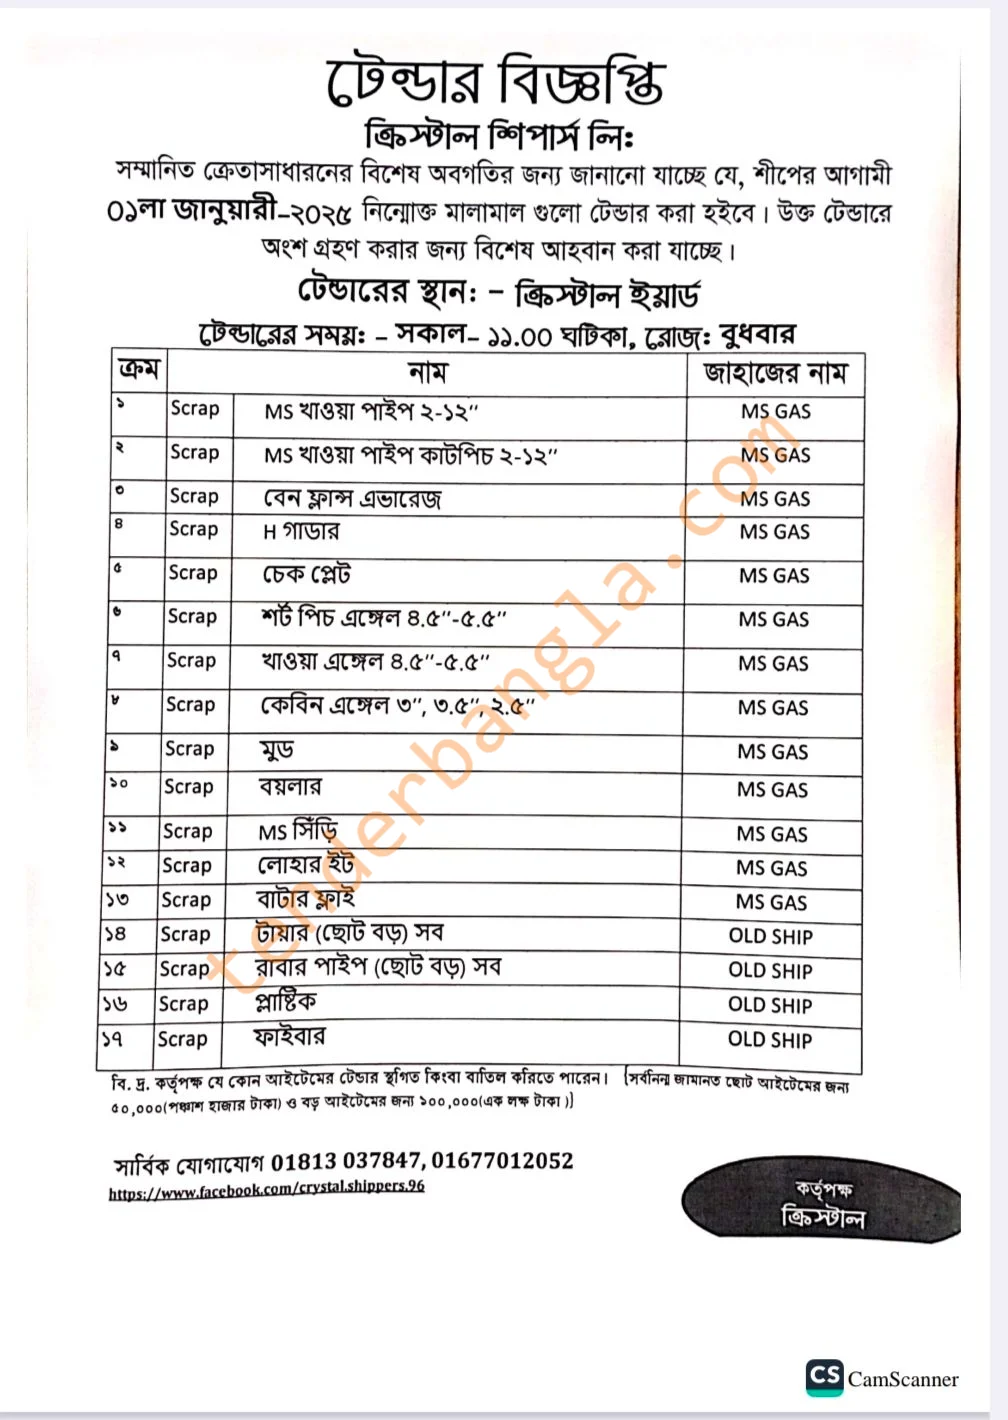 টেন্ডার বিজ্ঞপ্তি
ক্রিস্টাল শিপার্স লি:
সম্মানিত ক্রেতাসাধারনের বিশেষ অবগতির জন্য জানানো যাচ্ছে যে, শীপের আগামী
০১লা জানুয়ারী-২০২৫ নিন্মোক্ত মালামাল গুলো টেন্ডার করা হইবে। উক্ত টেন্ডারে
অংশ গ্রহণ করার জন্য বিশেষ আহবান করা যাচ্ছে।
টেন্ডারের স্থান: - ক্রিস্টাল ইয়ার্ড
টেন্ডারের সময়: - সকাল- ১১.০০ ঘটিকা, রোজ: বুধবার
ক্রম নাম জাহাজের নাম
১ Scrap MS খাওয়া পাইপ ২-১২" MS GAS
২ Scrap MS খাওয়া পাইপ কাটপিচ ২-১২" MS GAS
৩ Scrap বেন ফ্লান্স এভারেজ MS GAS
৪ Scrap H গাডার MS GAS
৫ Scrap চেক প্লেট MS GAS
৬ Scrap শর্ট পিচ এঙ্গেল ৪.৫"-৫.৫" MS GAS
৭ Scrap খাওয়া এঙ্গেল ৪.৫"-৫.৫" MS GAS
৮ Scrap কেবিন এঙ্গেল ৩", ৩.৫", ২.৫" MS GAS
৯ Scrap মুড MS GAS
১০ Scrap বয়লার MS GAS
১১ Scrap MS সিঁড়ি MS GAS
১২ Scrap লোহার ইট MS GAS
১৩ Scrap বাটার ফ্লাই MS GAS
১৪ Scrap টায়ার (ছোট বড়) সব OLD SHIP
১৫ Scrap রাবার পাইপ (ছোট বড়) সব OLD SHIP
১৬ Scrap প্লাষ্টিক OLD SHIP
১৭ Scrap ফাইবার OLD SHIP
বি. দ্র. কর্তৃপক্ষ যে কোন আইটেমের টেন্ডার স্থগিত কিংবা বাতিল করিতে পারেন। [সর্বনিন্ম জামানত ছোট আইটেমের জন্য
৫০,০০০(পঞ্চাশ হাজার টাকা) ও বড় আইটেমের জন্য ১০০,০০০(এক লক্ষ টাকা)]
সার্বিক যোগাযোগ 01813 037847, 01677012052
https://www.facebook.com/crystal.shippers.96
কর্তৃপক্ষ
ক্রিস্টাল
tenderbangla.com
CS CamScanner